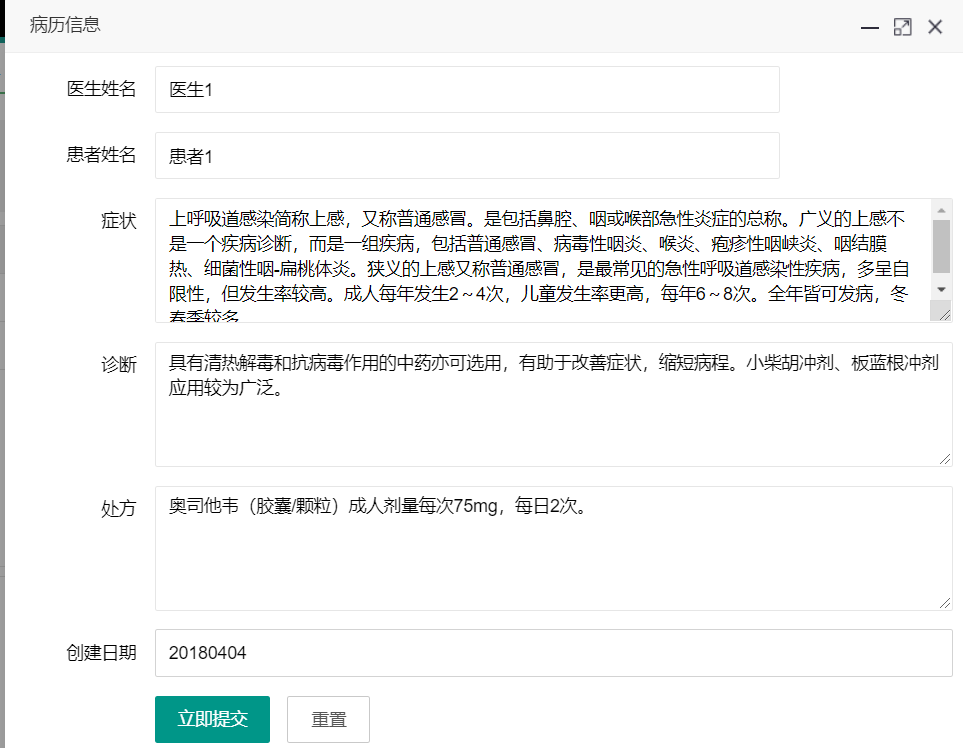 病历信息
医生姓名
医生1
患者姓名
患者1
症状
上呼吸道感染简称上感，又称普通感冒。是包括鼻腔、咽或喉部急性炎症的总称。广义的上感不
是一个疾病诊断，而是一组疾病，包括普通感冒、病毒性咽炎、喉炎、疱疹性咽峡炎、咽结膜
热、细菌性咽-扁桃体炎。狭义的上感又称普通感冒，是最常见的急性呼吸道感染性疾病，多呈自
限性，但发生率较高。成人每年发生2～4次，儿童发生率更高，每年6～8次。全年皆可发病，冬
春季较多
诊断
具有清热解毒和抗病毒作用的中药亦可选用，有助于改善症状，缩短病程。小柴胡冲剂、板蓝根冲剂
应用较为广泛。
处方
奥司他韦（胶囊/颗粒）成人剂量每次75mg，每日2次。
创建日期
20180404
立即提交
重置